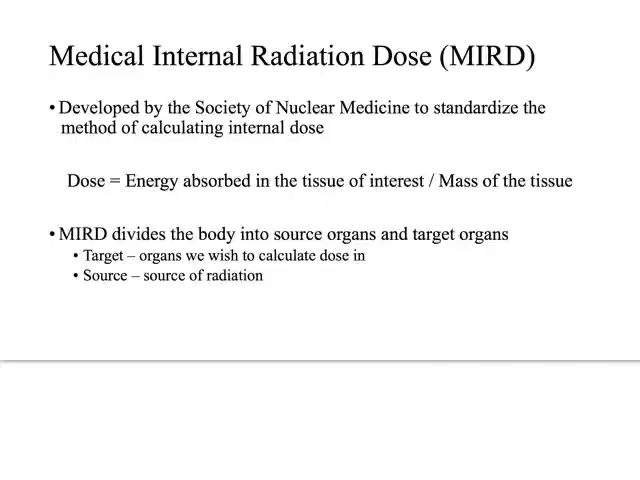 Medical Internal Radiation Dose (MIRD)
• Developed by the Society of Nuclear Medicine to standardize the
method of calculating internal dose
Dose = Energy absorbed in the tissue of interest / Mass of the tissue
• MIRD divides the body into source organs and target organs
• Target – organs we wish to calculate dose in
• Source – source of radiation